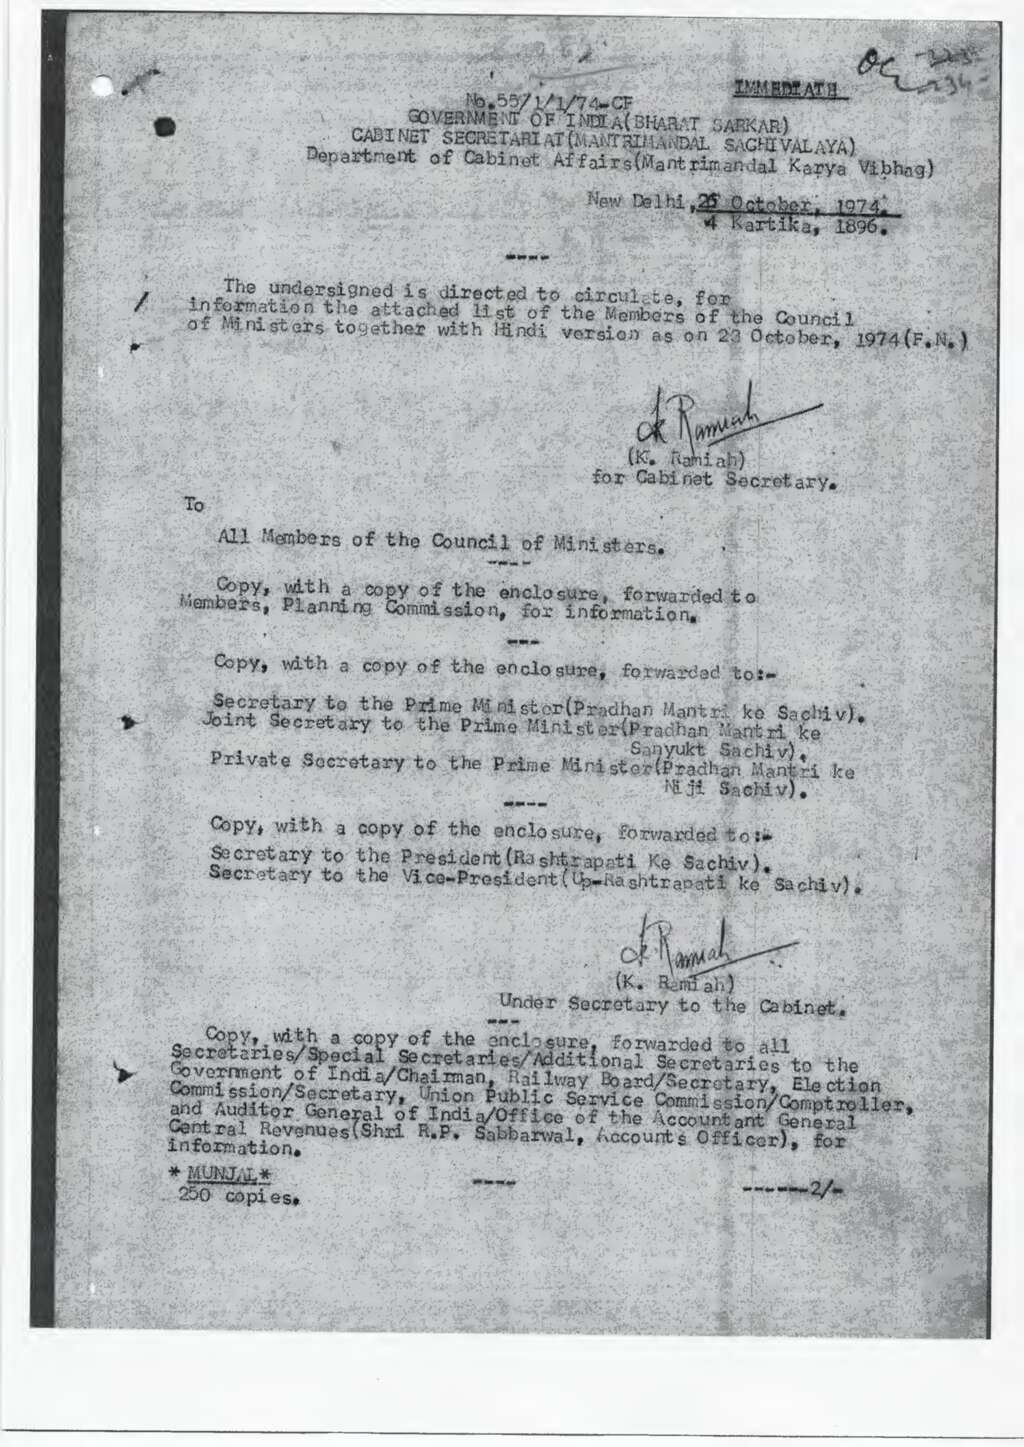 IMMEDIATE
No.55/1/1/74-CF
GOVERNMENT OF INDIA(BHARAT SARKAR)
CABINET SECRETARIAT(MANTRIMANDAL SACHIVALAYA)
Department of Cabinet Affairs(Mantrimandal Karya Vibhag)
New Delhi, October, 1974.
4 Kartika, 1896.
----
The undersigned is directed to circulate, for
information the attached list of the Members of the Council
of Ministers together with Hindi version as on 23 October, 1974(F.N.)
K Ramiah
(K. Ramiah)
for Cabinet Secretary.
To
All Members of the Council of Ministers.
----
Copy, with a copy of the enclosure, forwarded to
Members, Planning Commission, for information.
---
Copy, with a copy of the enclosure, forwarded to:-
Secretary to the Prime Minister(Pradhan Mantri ke Sachiv).
Joint Secretary to the Prime Minister(Pradhan Mantri ke
Sanyukt Sachiv).
Private Secretary to the Prime Minister(Pradhan Mantri ke
Niji Sachiv).
----
Copy, with a copy of the enclosure, forwarded to:-
Secretary to the President(Rashtrapati Ke Sachiv).
Secretary to the Vice-President(Up-Rashtrapati ke Sachiv).
K. Ramiah
(K. Ramiah)
Under Secretary to the Cabinet.
---
Copy, with a copy of the enclosure, forwarded to all
Secretaries/Special Secretaries/Additional Secretaries to the
Government of India/Chairman, Railway Board/Secretary, Election
Commission/Secretary, Union Public Service Commission/Comptroller,
and Auditor General of India/Office of the Accountant General
Central Revenues(Shri R.P. Sabbarwal, Accounts Officer), for
information.
* MUNJAL*
250 copies.
----
------2/-